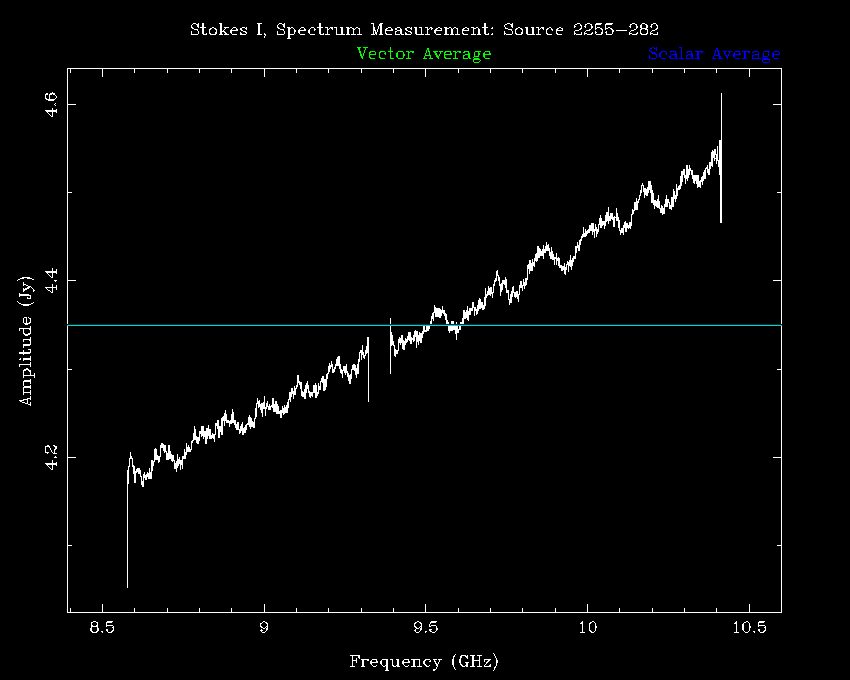 Stokes I, Spectrum Measurement: Source 2255-282
Vector Average Scalar Average
4.6
4.4
4.2
Amplitude (Jy)
8.5 9 9.5 10 10.5
Frequency (GHz)